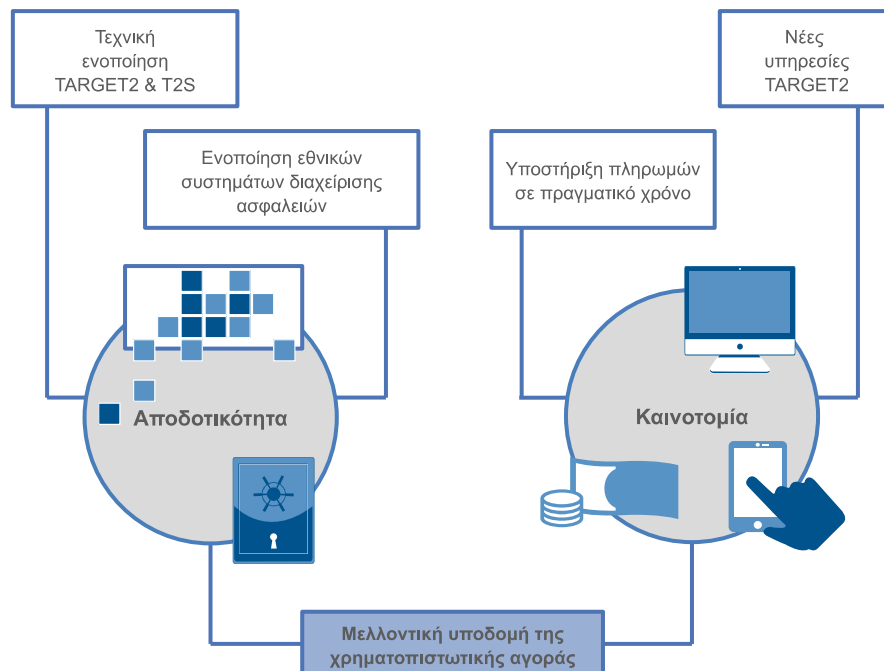 Τεχνική
ενοποίηση
TARGET2 & T2S
Νέες
υπηρεσίες
TARGET2
Ενοποίηση εθνικών
συστημάτων διαχείρισης
ασφαλειών
Υποστήριξη πληρωμών
σε πραγματικό χρόνο
Αποδοτικότητα
Καινοτομία
Μελλοντική υποδομή της
χρηματοπιστωτικής αγοράς